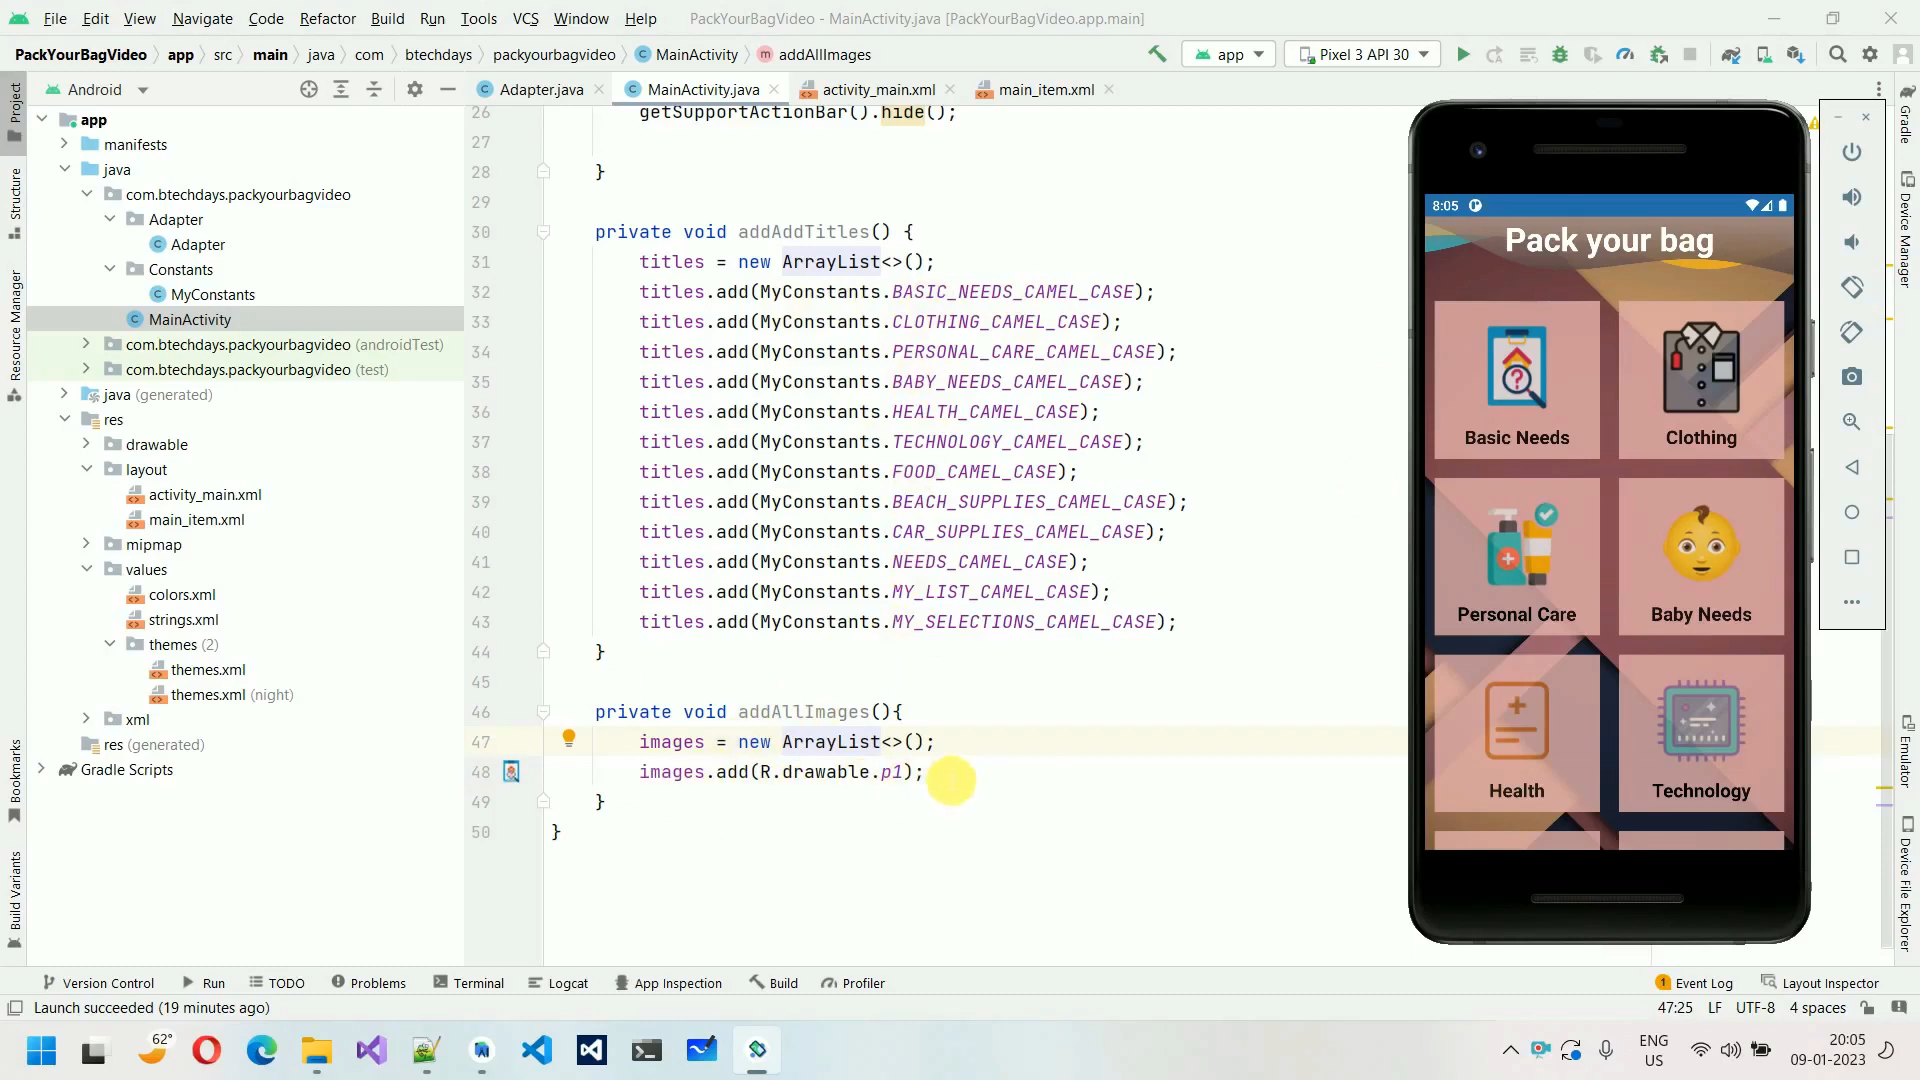 File Edit View Navigate Code Refactor Build Run Tools VCS Window Help PackYourBagVideo - MainActivity.java [PackYourBagVideo.app.main]
PackYourBagVideo app src main java com btechdays packyourbagvideo MainActivity addAllImages app Pixel 3 API 30
Android Adapter.java MainActivity.java activity_main.xml main_item.xml
Project
Structure
Resource Manager
Bookmarks
Build Variants
app
manifests
java
com.btechdays.packyourbagvideo
Adapter
Adapter
Constants
MyConstants
MainActivity
com.btechdays.packyourbagvideo (androidTest)
com.btechdays.packyourbagvideo (test)
java (generated)
res
drawable
layout
activity_main.xml
main_item.xml
mipmap
values
colors.xml
strings.xml
themes (2)
themes.xml
themes.xml (night)
xml
res (generated)
Gradle Scripts
26 getSupportActionBar().hide();
27
28 }
29
30 private void addAddTitles() {
31 titles = new ArrayList<>();
32 titles.add(MyConstants.BASIC_NEEDS_CAMEL_CASE);
33 titles.add(MyConstants.CLOTHING_CAMEL_CASE);
34 titles.add(MyConstants.PERSONAL_CARE_CAMEL_CASE);
35 titles.add(MyConstants.BABY_NEEDS_CAMEL_CASE);
36 titles.add(MyConstants.HEALTH_CAMEL_CASE);
37 titles.add(MyConstants.TECHNOLOGY_CAMEL_CASE);
38 titles.add(MyConstants.FOOD_CAMEL_CASE);
39 titles.add(MyConstants.BEACH_SUPPLIES_CAMEL_CASE);
40 titles.add(MyConstants.CAR_SUPPLIES_CAMEL_CASE);
41 titles.add(MyConstants.NEEDS_CAMEL_CASE);
42 titles.add(MyConstants.MY_LIST_CAMEL_CASE);
43 titles.add(MyConstants.MY_SELECTIONS_CAMEL_CASE);
44 }
45
46 private void addAllImages(){
47 images = new ArrayList<>();
48 images.add(R.drawable.p1);
49 }
50 }
8:05
Pack your bag
Basic Needs Clothing
Personal Care Baby Needs
Health Technology
Gradle
Device Manager
Emulator
Device File Explorer
Version Control Run TODO Problems Terminal Logcat App Inspection Build Profiler 1 Event Log Layout Inspector
Launch succeeded (19 minutes ago) 47:25 LF UTF-8 4 spaces
62° ENG 20:05
US 09-01-2023